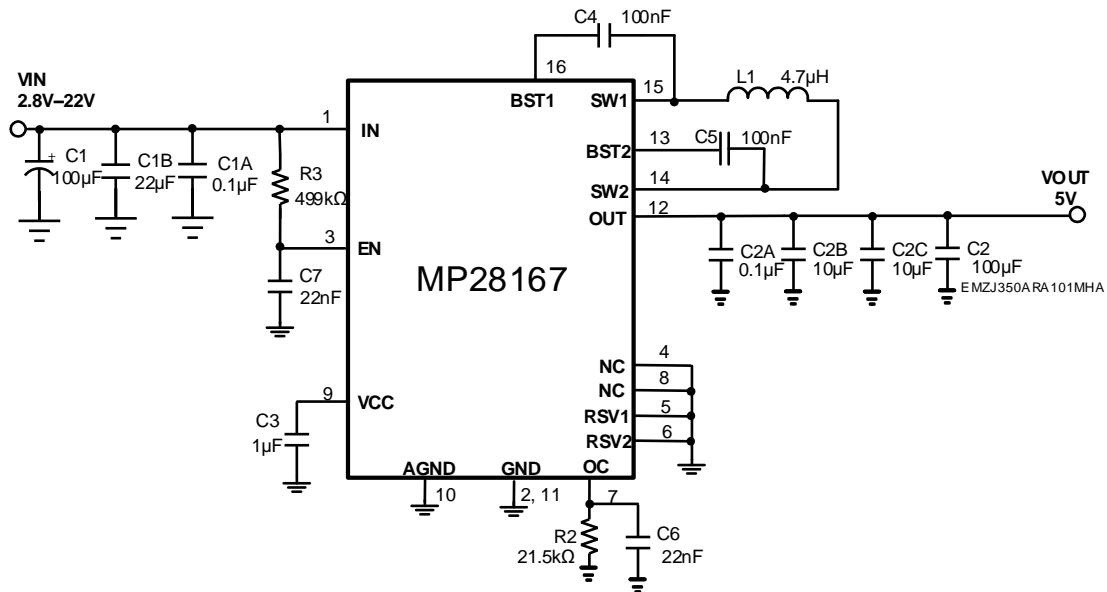 C4
100nF
16
BST1
VIN
2.8V–22V
1
IN
15
SW1
L1
4.7µH
13
BST2
C5
100nF
14
SW2
12
OUT
VOUT
5V
+
C1
100µF
C1B
22µF
C1A
0.1µF
R3
499kΩ
3
EN
C7
22nF
MP28167
C2A
0.1µF
C2B
10µF
C2C
10µF
C2
100µF
EMZJ350ARA101MHA
4
NC
8
NC
5
RSV1
6
RSV2
9
VCC
C3
1µF
AGND
10
GND
2, 11
OC
7
R2
21.5kΩ
C6
22nF